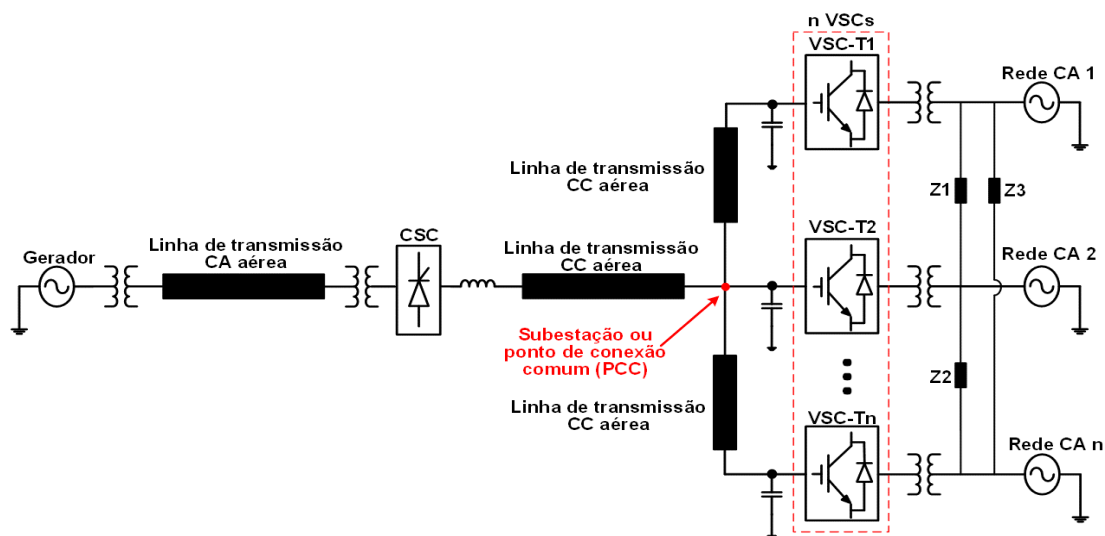 n VSCs
VSC-T1
Rede CA 1
Linha de transmissão
CC aérea
Z1
Z3
Gerador
Linha de transmissão
CA aérea
CSC
Linha de transmissão
CC aérea
VSC-T2
Rede CA 2
Subestação ou
ponto de conexão
comum (PCC)
Linha de transmissão
CC aérea
Z2
VSC-Tn
Rede CA n